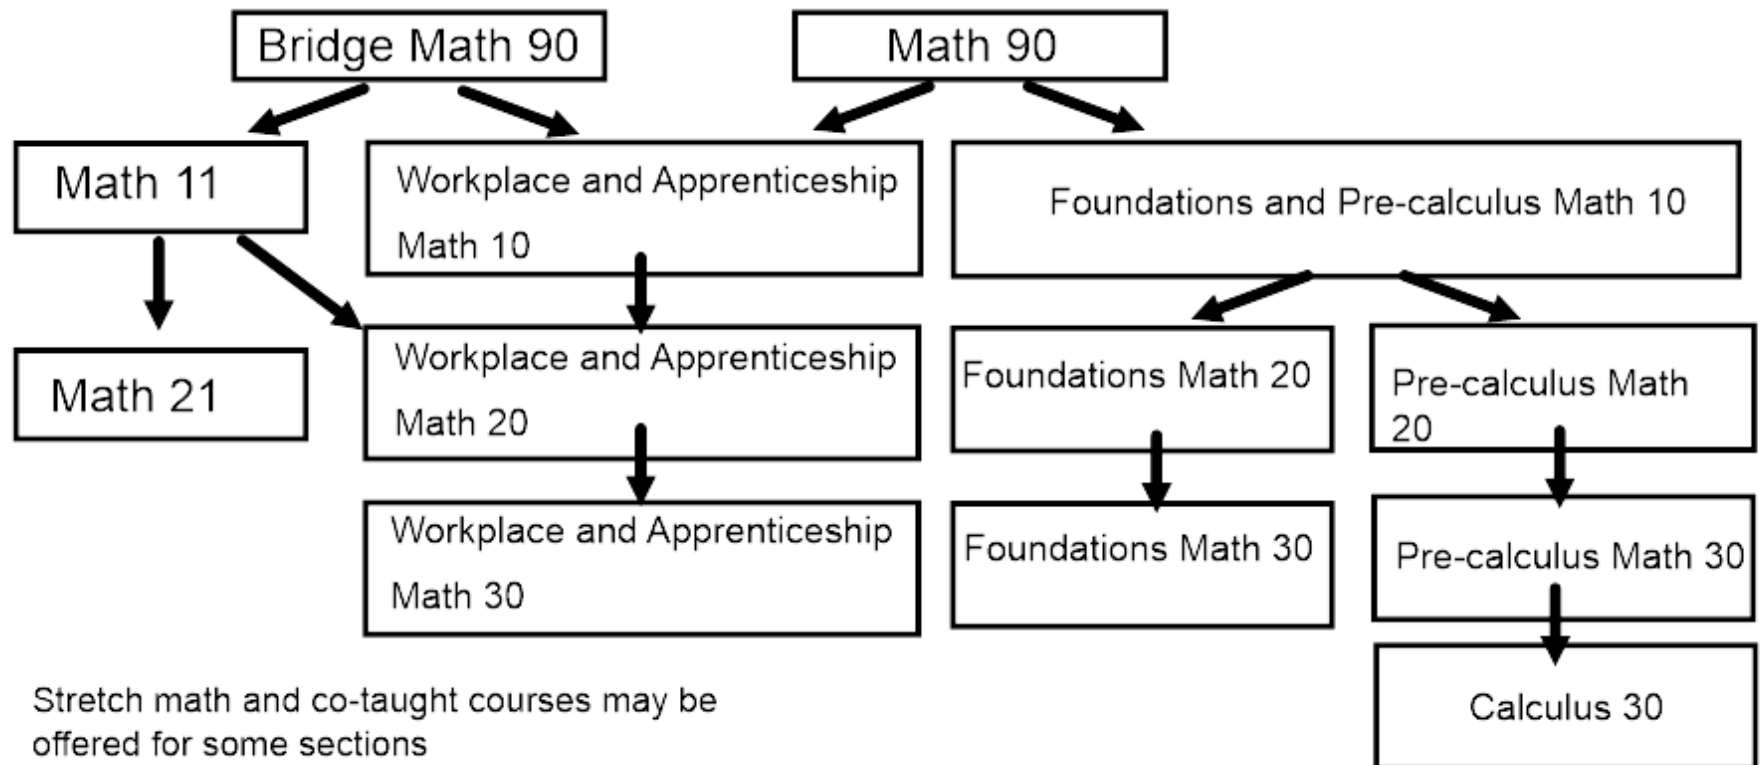 Bridge Math 90
Math 90
Math 11
Workplace and Apprenticeship
Math 10
Foundations and Pre-calculus Math 10
Math 21
Workplace and Apprenticeship
Math 20
Foundations Math 20
Pre-calculus Math
20
Workplace and Apprenticeship
Math 30
Foundations Math 30
Pre-calculus Math 30
Calculus 30
Stretch math and co-taught courses may be
offered for some sections